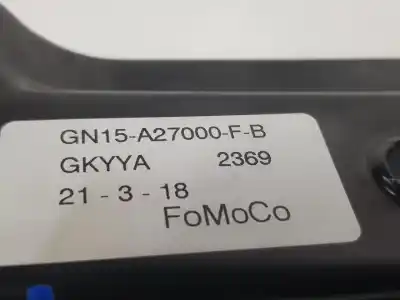 GN15-A27000-F-B
GKYYA 2369
21 - 3 - 18
FoMoCo